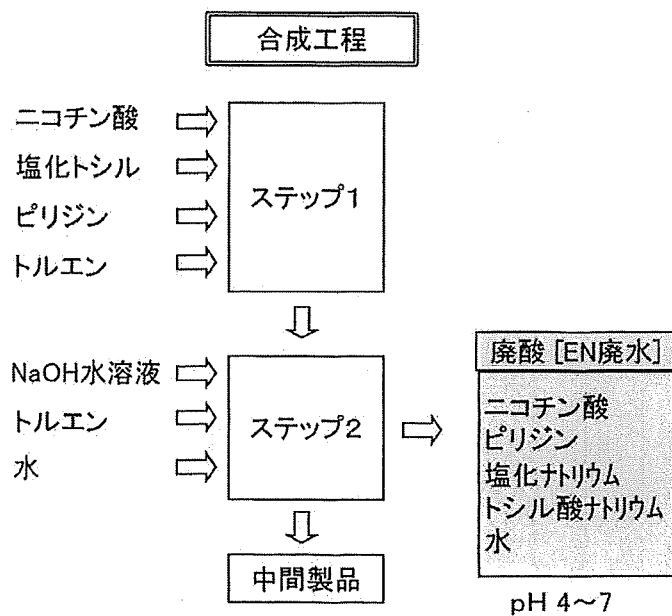 合成工程
ニコチン酸
塩化トシル
ピリジン
トルエン
ステップ1
NaOH水溶液
トルエン
水
ステップ2
廃酸 [EN廃水]
ニコチン酸
ピリジン
塩化ナトリウム
トシル酸ナトリウム
水
pH 4～7
中間製品